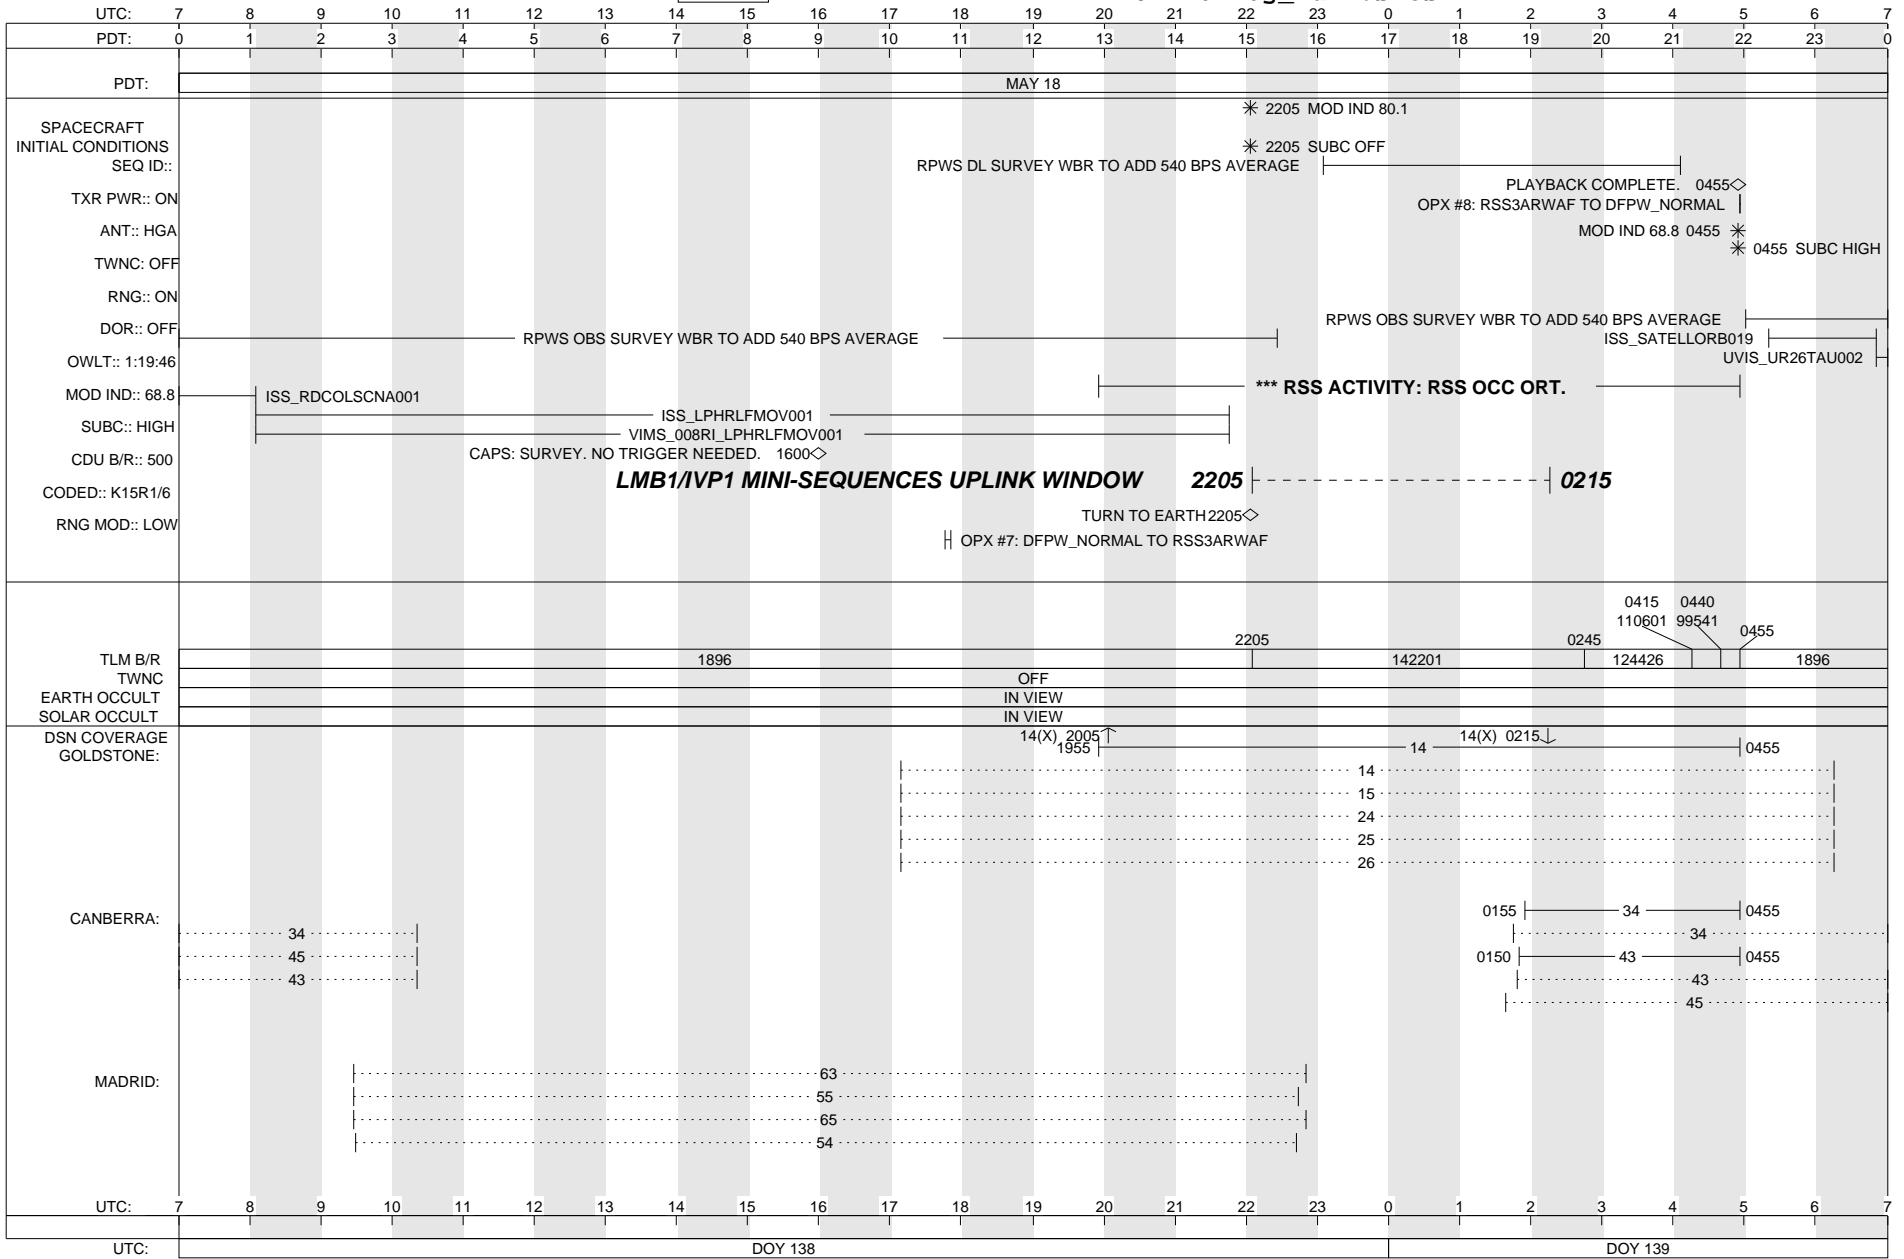 UTC: 7 8 9 10 11 12 13 14 15 16 17 18 19 20 21 22 23 0 1 2 3 4 5 6 7
PDT: 0 1 2 3 4 5 6 7 8 9 10 11 12 13 14 15 16 17 18 19 20 21 22 23 0
PDT: MAY 18
2205 MOD IND 80.1
SPACECRAFT
INITIAL CONDITIONS
2205 SUBC OFF
SEQ ID::
RPWS DL SURVEY WBR TO ADD 540 BPS AVERAGE
PLAYBACK COMPLETE. 0455
TXR PWR:: ON
OPX #8: RSS3ARWAF TO DFPW_NORMAL
ANT:: HGA
MOD IND 68.8 0455
0455 SUBC HIGH
TWNC: OFF
RNG:: ON
RPWS OBS SURVEY WBR TO ADD 540 BPS AVERAGE
DOR:: OFF
RPWS OBS SURVEY WBR TO ADD 540 BPS AVERAGE
ISS_SATELLORB019
OWLT:: 1:19:46
UVIS_UR26TAU002
MOD IND:: 68.8
ISS_RDCOLSCNA001
*** RSS ACTIVITY: RSS OCC ORT.
ISS_LPHRLFMOV001
SUBC:: HIGH
VIMS_008RI_LPHRLFMOV001
CDU B/R:: 500
CAPS: SURVEY. NO TRIGGER NEEDED. 1600
LMB1/IVP1 MINI-SEQUENCES UPLINK WINDOW 2205 0215
CODED:: K15R1/6
RNG MOD:: LOW
TURN TO EARTH 2205
OPX #7: DFPW_NORMAL TO RSS3ARWAF
0415 0440
110601 99541
2205 0245 0455
TLM B/R 1896 142201 124426 1896
TWNC OFF
EARTH OCCULT IN VIEW
SOLAR OCCULT IN VIEW
DSN COVERAGE
14(X) 2005 14(X) 0215
GOLDSTONE: 1955 14 0455
14
15
24
25
26
CANBERRA:
0155 34 0455
34 34
45 0150 43 0455
43 43
45
MADRID:
63
55
65
54
UTC: 7 8 9 10 11 12 13 14 15 16 17 18 19 20 21 22 23 0 1 2 3 4 5 6 7
UTC: DOY 138 DOY 139